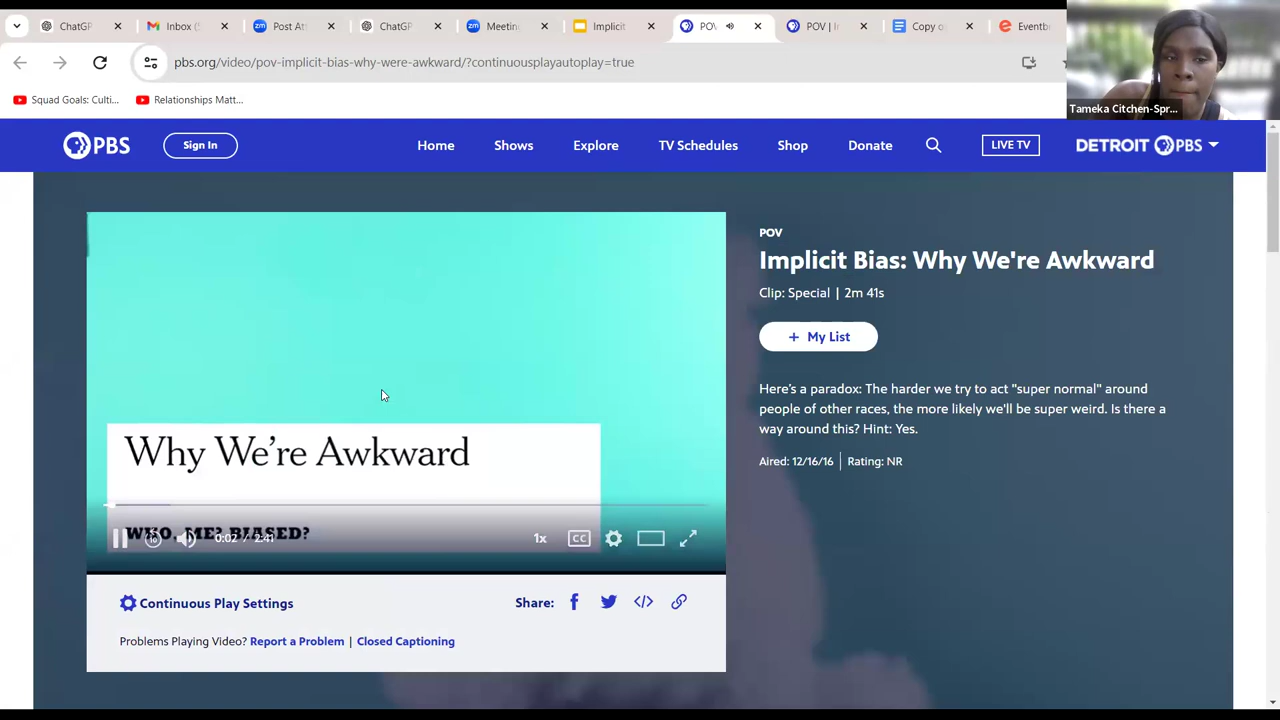 ChatGP
Inbox (
Post At
ChatGP
Meeting
Implicit
POV
POV | I
Copy o
Eventb
pbs.org/video/pov-implicit-bias-why-were-awkward/?continuousplayautoplay=true
Squad Goals: Culti...
Relationships Matt...
Tameka Citchen-Spr...
PBS
Sign In
Home
Shows
Explore
TV Schedules
Shop
Donate
LIVE TV
DETROIT PBS
Why We're Awkward
WHO, ME? BIASED?
0:02 / 2:41
1x
CC
POV
Implicit Bias: Why We're Awkward
Clip: Special | 2m 41s
+ My List
Here's a paradox: The harder we try to act "super normal" around
people of other races, the more likely we'll be super weird. Is there a
way around this? Hint: Yes.
Aired: 12/16/16 | Rating: NR
Continuous Play Settings
Share:
Problems Playing Video? Report a Problem | Closed Captioning